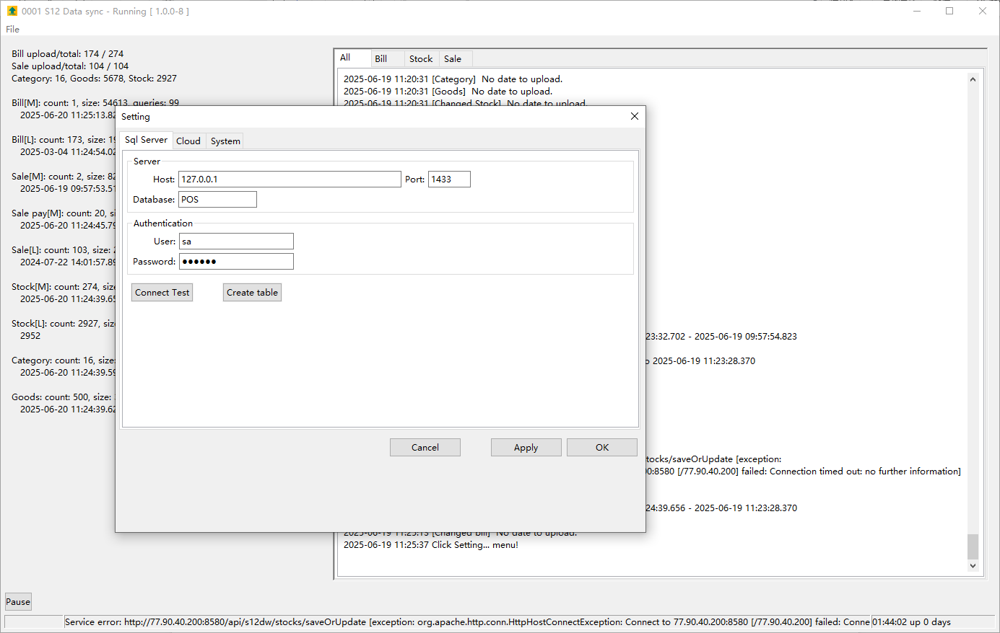 0001 S12 Data sync - Running [ 1.0.0-8 ]
File
Bill upload/total: 174 / 274
Sale upload/total: 104 / 104
Category: 16, Goods: 5678, Stock: 2927
Bill[M]: count: 1, size: 54613, queries: 99
2025-06-20 11:25:13.82
Bill[L]: count: 173, size: 19
2025-03-04 11:24:54.02
Sale[M]: count: 2, size: 82
2025-06-19 09:57:53.51
Sale pay[M]: count: 20, si
2025-06-20 11:24:45.79
Sale[L]: count: 103, size:
2024-07-22 14:01:57.89
Stock[M]: count: 274, size
2025-06-20 11:24:39.65
Stock[L]: count: 2927, size
2952
Category: count: 16, size:
2025-06-20 11:24:39.59
Goods: count: 500, size:
2025-06-20 11:24:39.62
All Bill Stock Sale
2025-06-19 11:20:31 [Category] No date to upload.
2025-06-19 11:20:31 [Goods] No date to upload.
2025-06-19 11:20:31 [Changed Stock] No date to upload.
23:32.702 - 2025-06-19 09:57:54.823
o 2025-06-19 11:23:28.370
tocks/saveOrUpdate [exception:
00:8580 [/77.90.40.200] failed: Connection timed out: no further information]
24:39.656 - 2025-06-19 11:23:28.370
2025-06-19 11:25:13 [Changed bill] No date to upload.
2025-06-19 11:25:37 Click Setting... menu!
Setting
Sql Server Cloud System
Server
Host: 127.0.0.1 Port: 1433
Database: POS
Authentication
User: sa
Password: ●●●●●●
Connect Test Create table
Cancel Apply OK
Pause
Service error: http://77.90.40.200:8580/api/s12dw/stocks/saveOrUpdate [exception: org.apache.http.conn.HttpHostConnectException: Connect to 77.90.40.200:8580 [/77.90.40.200] failed: Conne 01:44:02 up 0 days